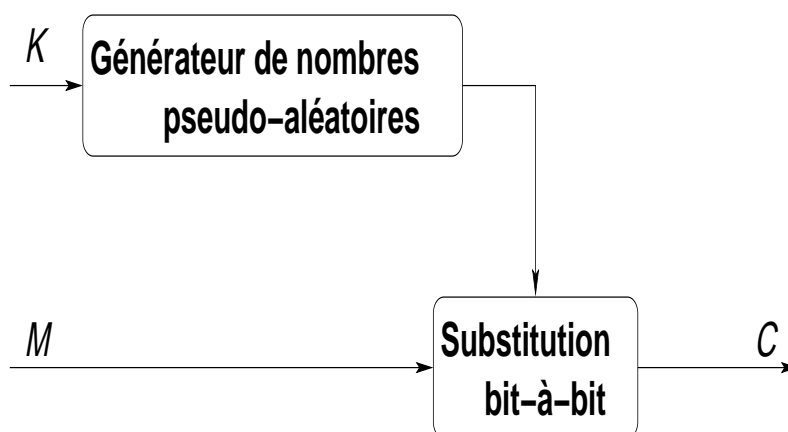 K
Générateur de nombres
pseudo-aléatoires
M
Substitution
bit-à-bit
C